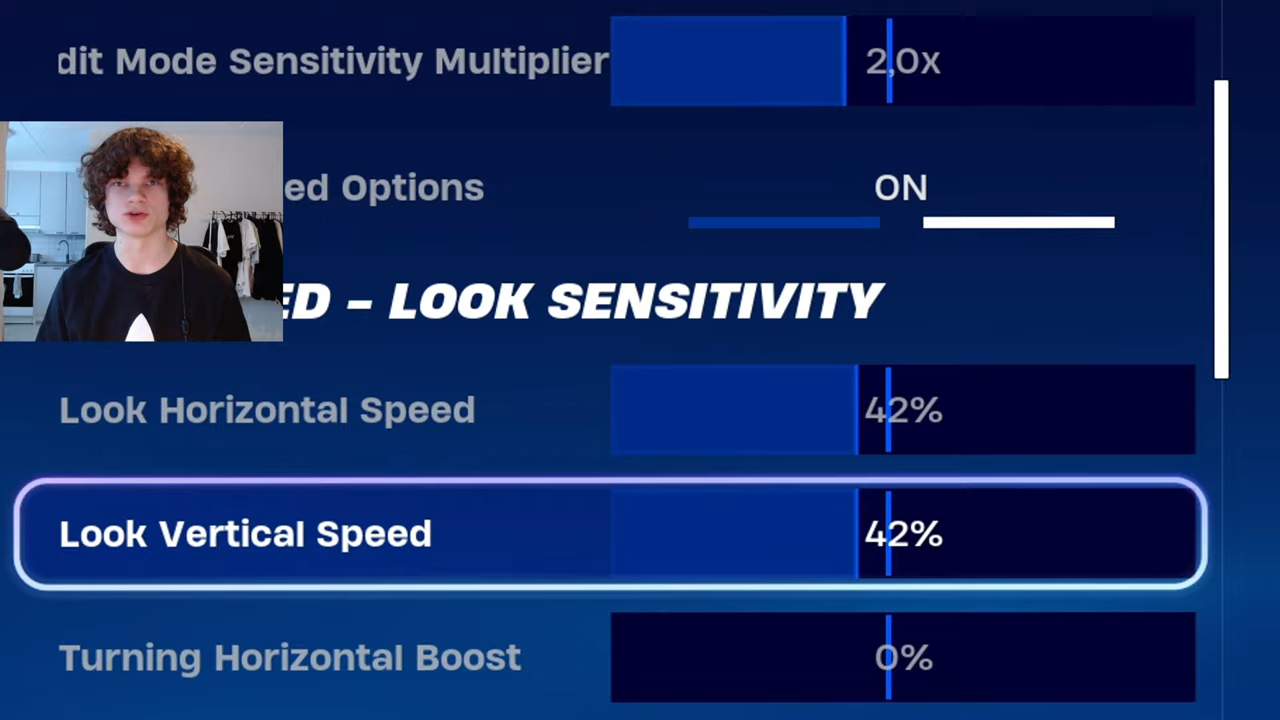 dit Mode Sensitivity Multiplier 2,0x
ed Options ON
ED – LOOK SENSITIVITY
Look Horizontal Speed 42%
Look Vertical Speed 42%
Turning Horizontal Boost 0%